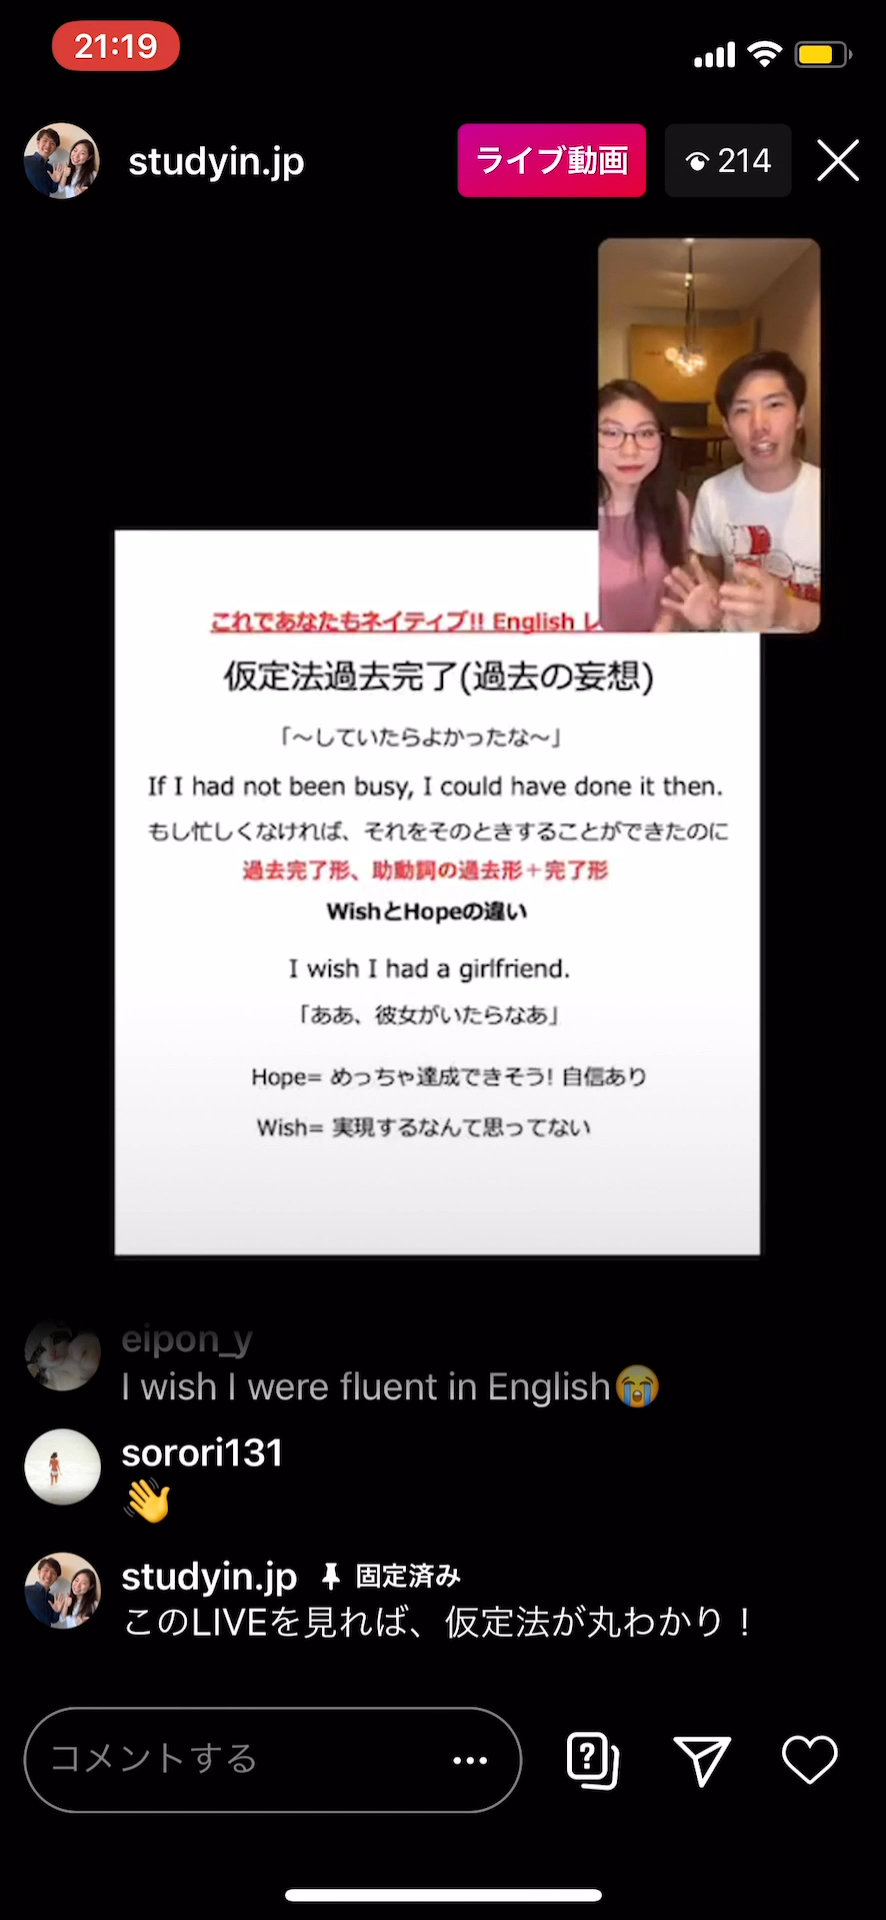 21:19
studyin.jp
ライブ動画
214
これであなたもネイティブ!! English レ
仮定法過去完了(過去の妄想)
「〜していたらよかったな〜」
If I had not been busy, I could have done it then.
もし忙しくなければ、それをそのときすることができたのに
過去完了形、助動詞の過去形＋完了形
WishとHopeの違い
I wish I had a girlfriend.
「ああ、彼女がいたらなあ」
Hope= めっちゃ達成できそう! 自信あり
Wish= 実現するなんて思ってない
eipon_y
I wish I were fluent in English😭
sorori131
👋
studyin.jp 固定済み
このLIVEを見れば、仮定法が丸わかり！
コメントする